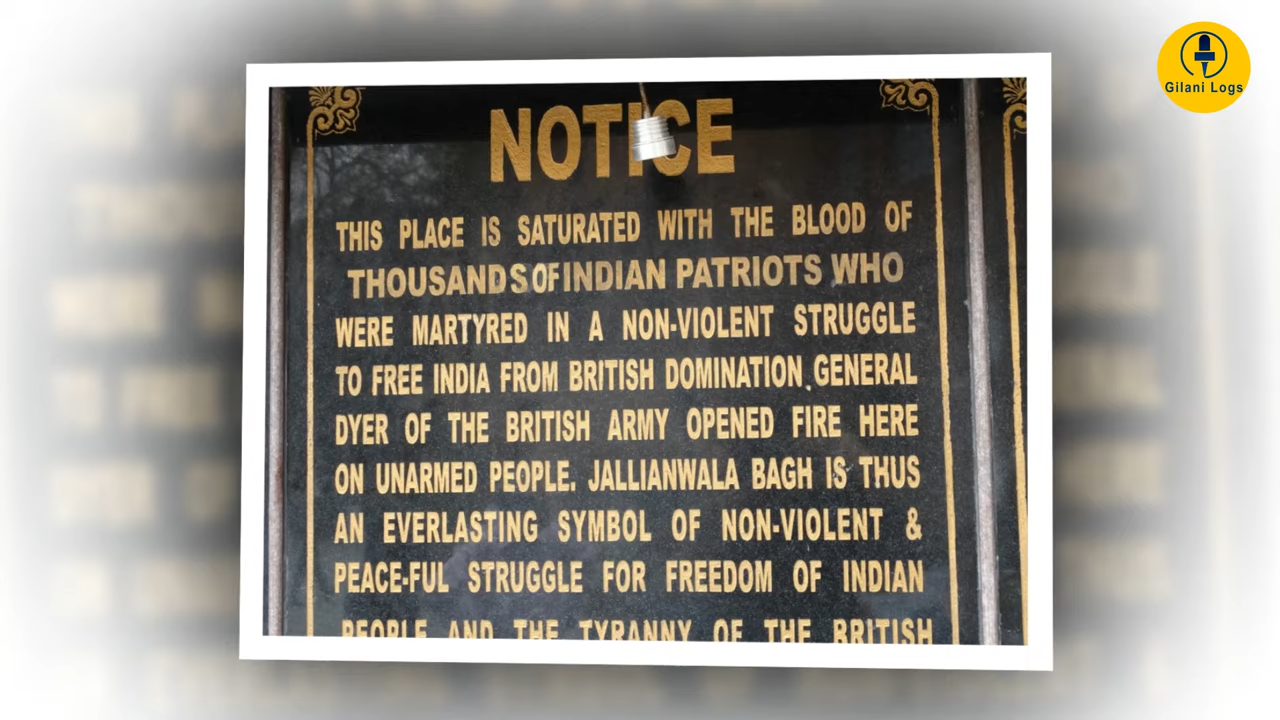 NOTICE
THIS PLACE IS SATURATED WITH THE BLOOD OF
THOUSANDS OF INDIAN PATRIOTS WHO
WERE MARTYRED IN A NON-VIOLENT STRUGGLE
TO FREE INDIA FROM BRITISH DOMINATION. GENERAL
DYER OF THE BRITISH ARMY OPENED FIRE HERE
ON UNARMED PEOPLE. JALLIANWALA BAGH IS THUS
AN EVERLASTING SYMBOL OF NON-VIOLENT &
PEACE-FUL STRUGGLE FOR FREEDOM OF INDIAN
PEOPLE AND THE TYRANNY OF THE BRITISH
Gilani Logs